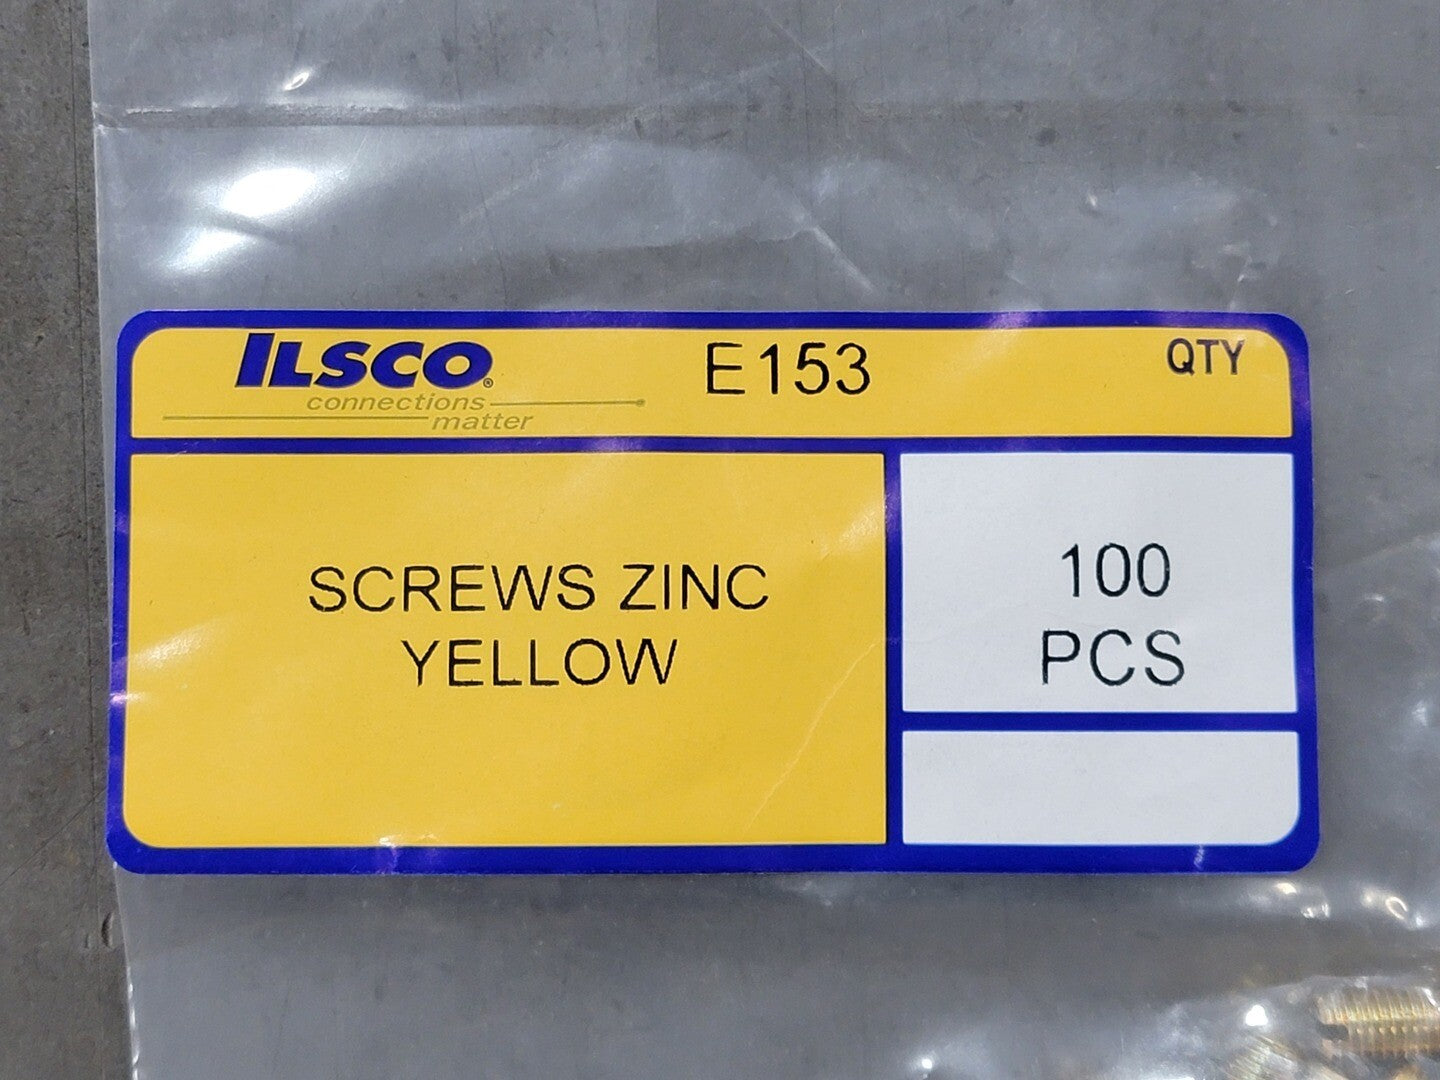 ILSCO® E153 QTY
connections
matter
SCREWS ZINC
YELLOW
100
PCS